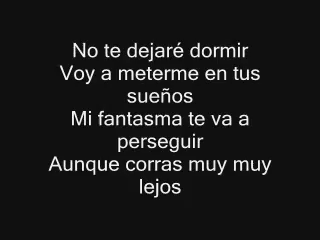 No te dejaré dormir
Voy a meterme en tus
sueños
Mi fantasma te va a
perseguir
Aunque corras muy muy
lejos